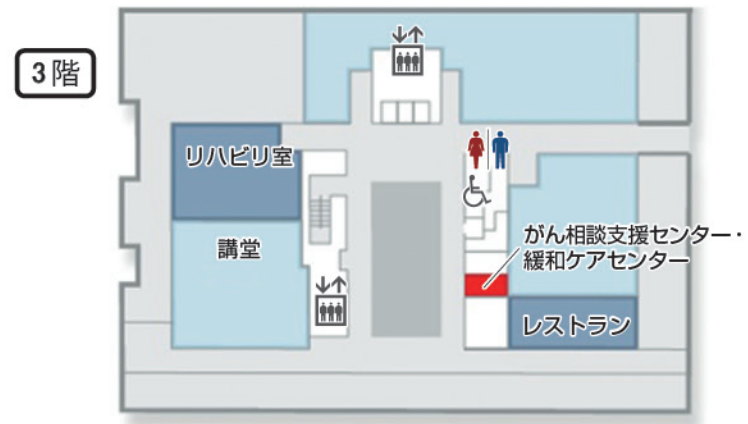 3階
リハビリ室
講堂
がん相談支援センター・
緩和ケアセンター
レストラン